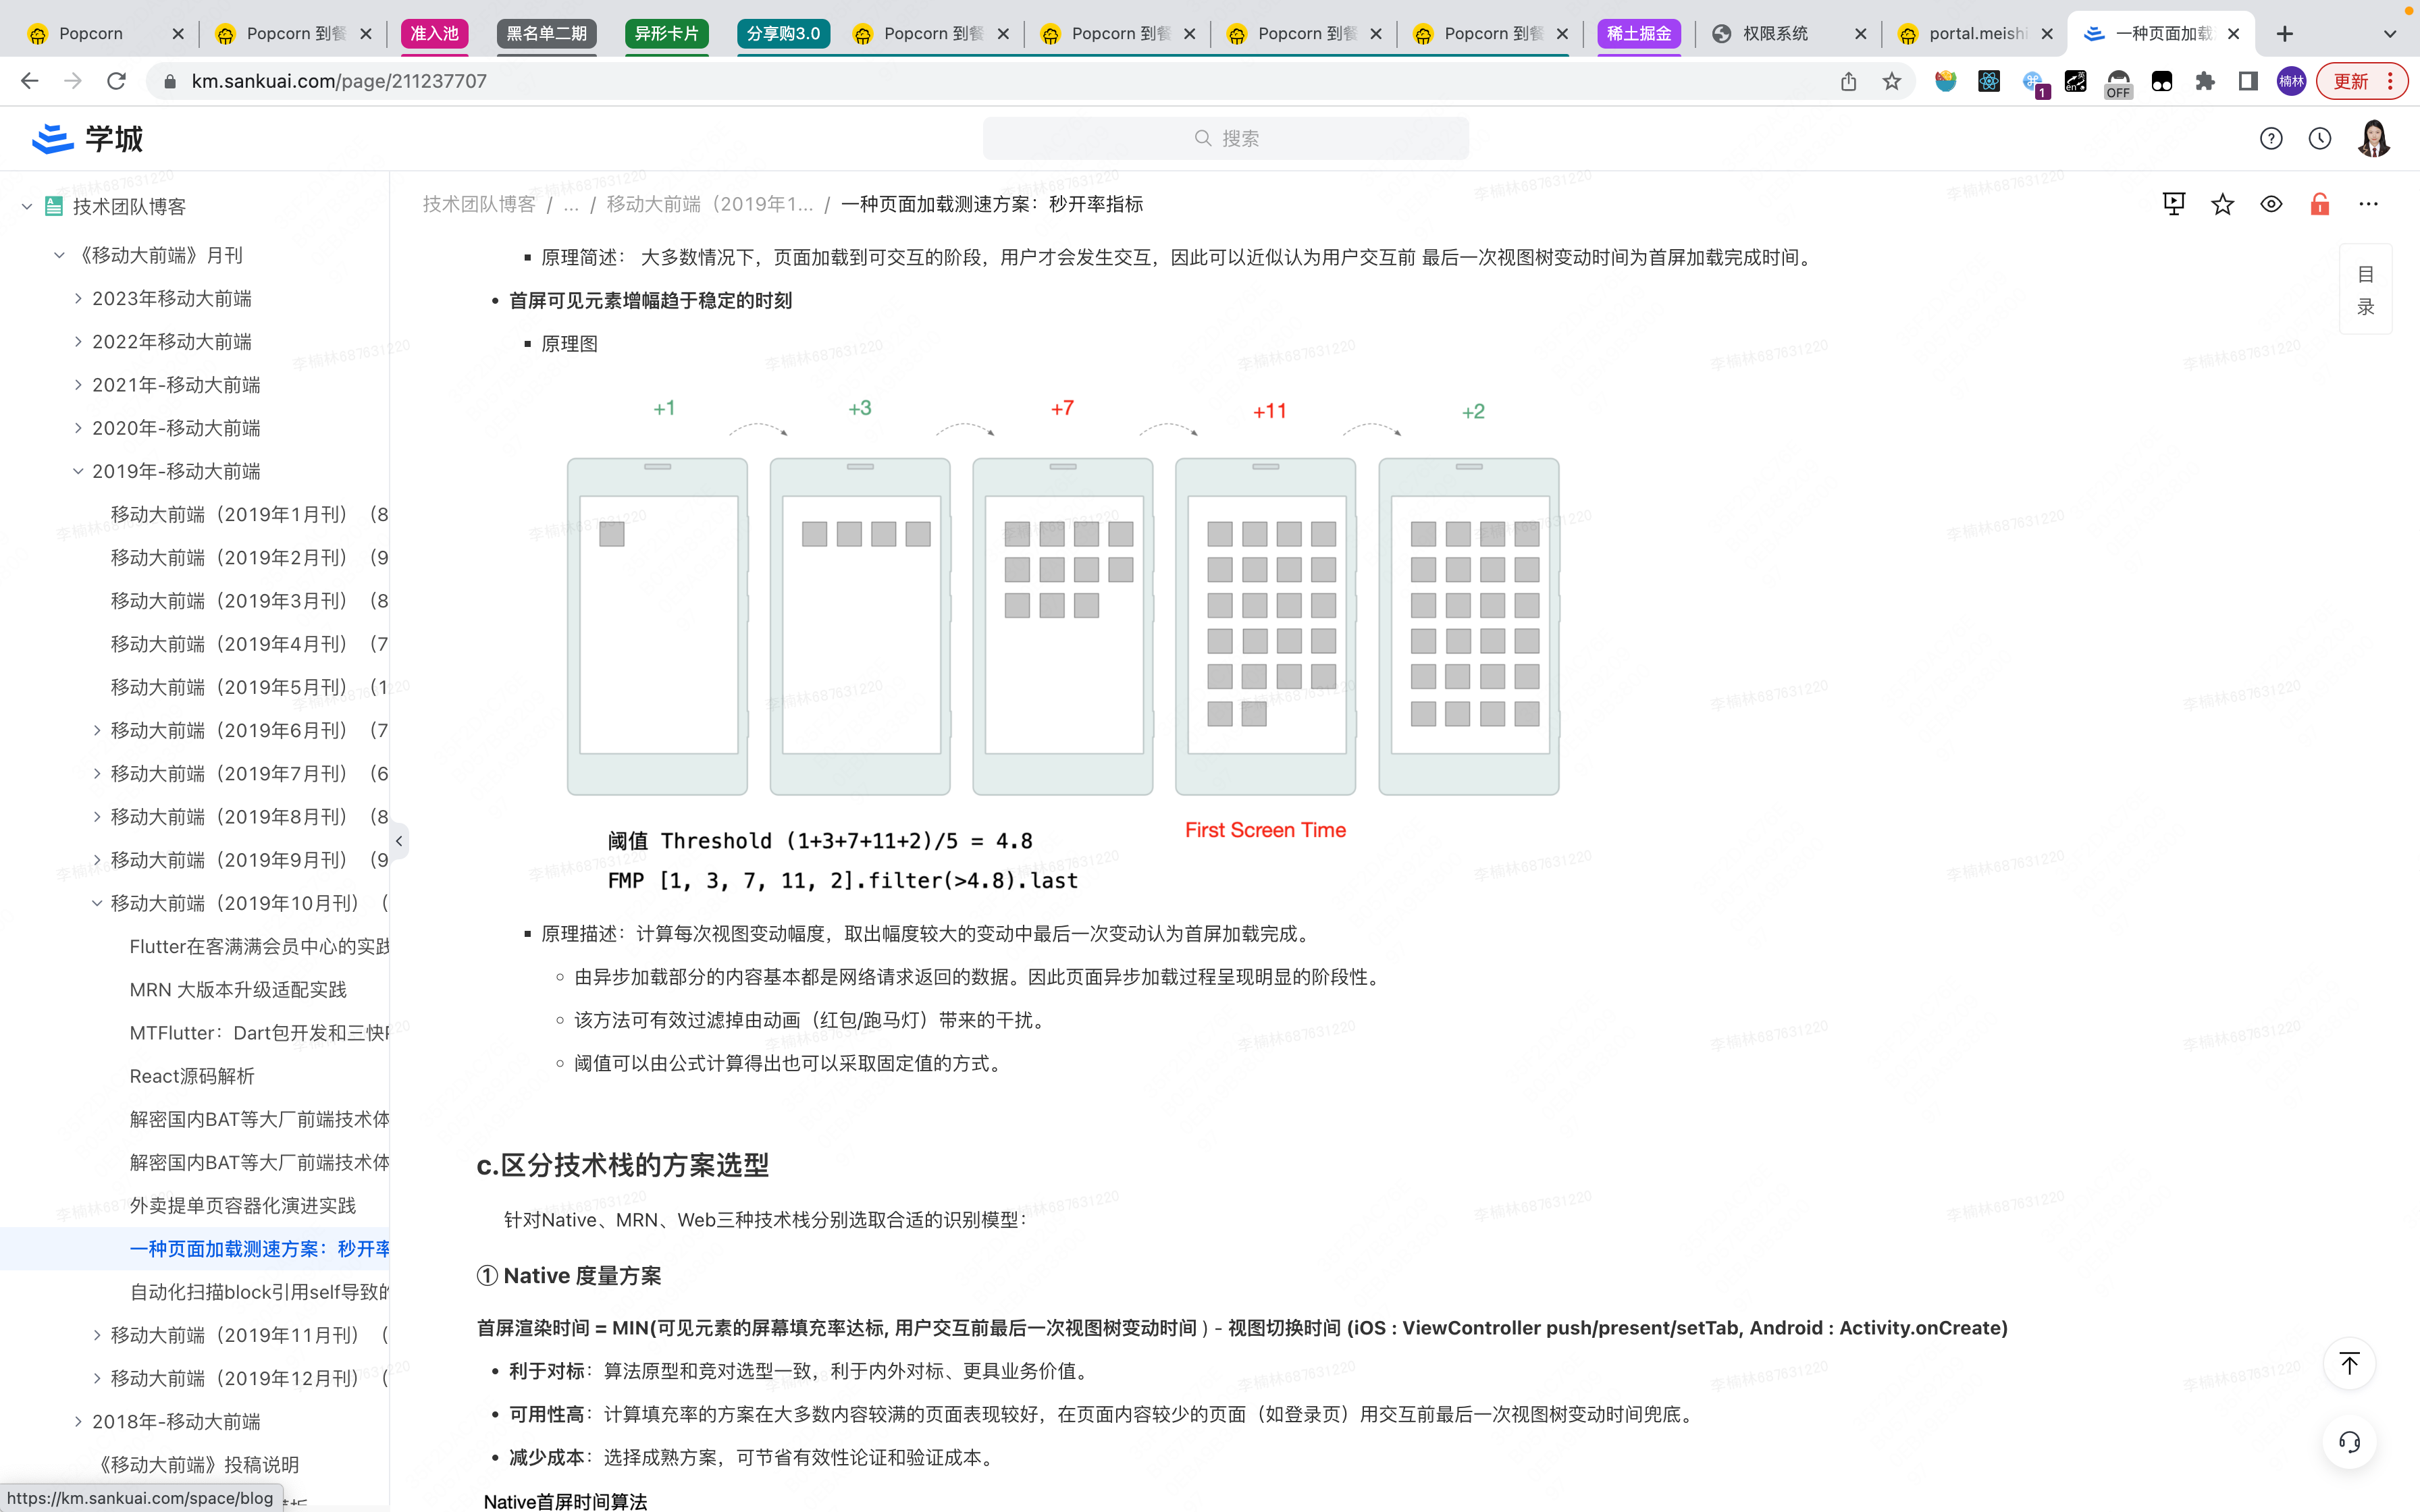 Popcorn
Popcorn 到餐
准入池
黑名单二期
异形卡片
分享购3.0
Popcorn 到餐
Popcorn 到餐
Popcorn 到餐
Popcorn 到餐
稀土掘金
权限系统
portal.meishi
一种页面加载
km.sankuai.com/page/211237707
1
en
OFF
楠林
更新
学城
搜索
技术团队博客
《移动大前端》月刊
2023年移动大前端
2022年移动大前端
2021年-移动大前端
2020年-移动大前端
2019年-移动大前端
移动大前端（2019年1月刊）（8
移动大前端（2019年2月刊）（9
移动大前端（2019年3月刊）（8
移动大前端（2019年4月刊）（7
移动大前端（2019年5月刊）（1
移动大前端（2019年6月刊）（7
移动大前端（2019年7月刊）（6
移动大前端（2019年8月刊）（8
移动大前端（2019年9月刊）（9
移动大前端（2019年10月刊）（
Flutter在客满满会员中心的实践
MRN 大版本升级适配实践
MTFlutter：Dart包开发和三快
React源码解析
解密国内BAT等大厂前端技术体
解密国内BAT等大厂前端技术体
外卖提单页容器化演进实践
一种页面加载测速方案：秒开率
自动化扫描block引用self导致的
移动大前端（2019年11月刊）（
移动大前端（2019年12月刊）（
2018年-移动大前端
《移动大前端》投稿说明
https://km.sankuai.com/space/blog
技术团队博客 / ... / 移动大前端（2019年1... / 一种页面加载测速方案：秒开率指标
目
录
原理简述： 大多数情况下，页面加载到可交互的阶段，用户才会发生交互，因此可以近似认为用户交互前 最后一次视图树变动时间为首屏加载完成时间。
首屏可见元素增幅趋于稳定的时刻
原理图
+1 +3 +7 +11 +2
First Screen Time
阈值 Threshold (1+3+7+11+2)/5 = 4.8
FMP [1, 3, 7, 11, 2].filter(>4.8).last
原理描述：计算每次视图变动幅度，取出幅度较大的变动中最后一次变动认为首屏加载完成。
由异步加载部分的内容基本都是网络请求返回的数据。因此页面异步加载过程呈现明显的阶段性。
该方法可有效过滤掉由动画（红包/跑马灯）带来的干扰。
阈值可以由公式计算得出也可以采取固定值的方式。
c.区分技术栈的方案选型
针对Native、MRN、Web三种技术栈分别选取合适的识别模型：
① Native 度量方案
首屏渲染时间 = MIN(可见元素的屏幕填充率达标, 用户交互前最后一次视图树变动时间 ) - 视图切换时间 (iOS : ViewController push/present/setTab, Android : Activity.onCreate)
利于对标：算法原型和竞对选型一致，利于内外对标、更具业务价值。
可用性高：计算填充率的方案在大多数内容较满的页面表现较好，在页面内容较少的页面（如登录页）用交互前最后一次视图树变动时间兜底。
减少成本：选择成熟方案，可节省有效性论证和验证成本。
Native首屏时间算法
李楠林687631220